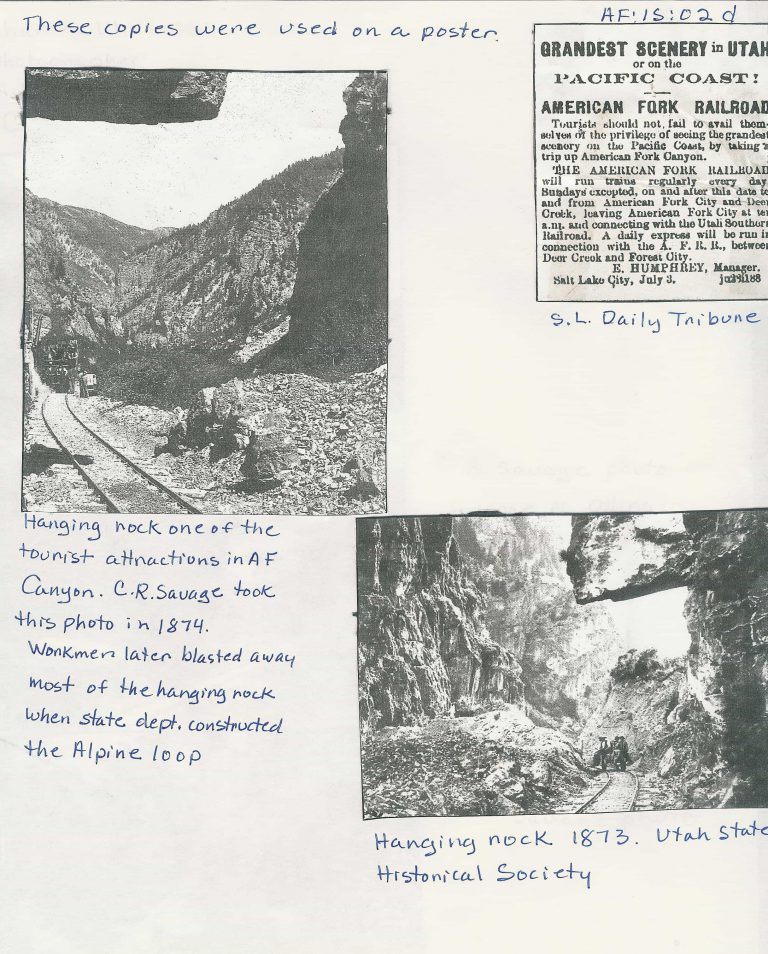 These copies were used on a poster.
AF:15:02 d
GRANDEST SCENERY in UTAH
or on the
PACIFIC COAST!
AMERICAN FORK RAILROAD
Tourists should not fail to avail them-
selves of the privilege of seeing the grandest
scenery on the Pacific Coast, by taking a
trip up American Fork Canyon.
THE AMERICAN FORK RAILROAD
will run trains regularly every day,
Sundays excepted, on and after this date to
and from American Fork City and Deer
Creek, leaving American Fork City at ten
a.m. and connecting with the Utah Southern
Railroad. A daily express will be run in
connection with the A. F. R. R., between
Deer Creek and Forest City.
E. HUMPHREY, Manager.
Salt Lake City, July 3.
S.L. Daily Tribune
Hanging rock one of the
tourist attractions in AF
Canyon. C.R. Savage took
this photo in 1874.
Workmen later blasted away
most of the hanging rock
when state dept. constructed
the Alpine loop
Hanging rock 1873. Utah State
Historical Society